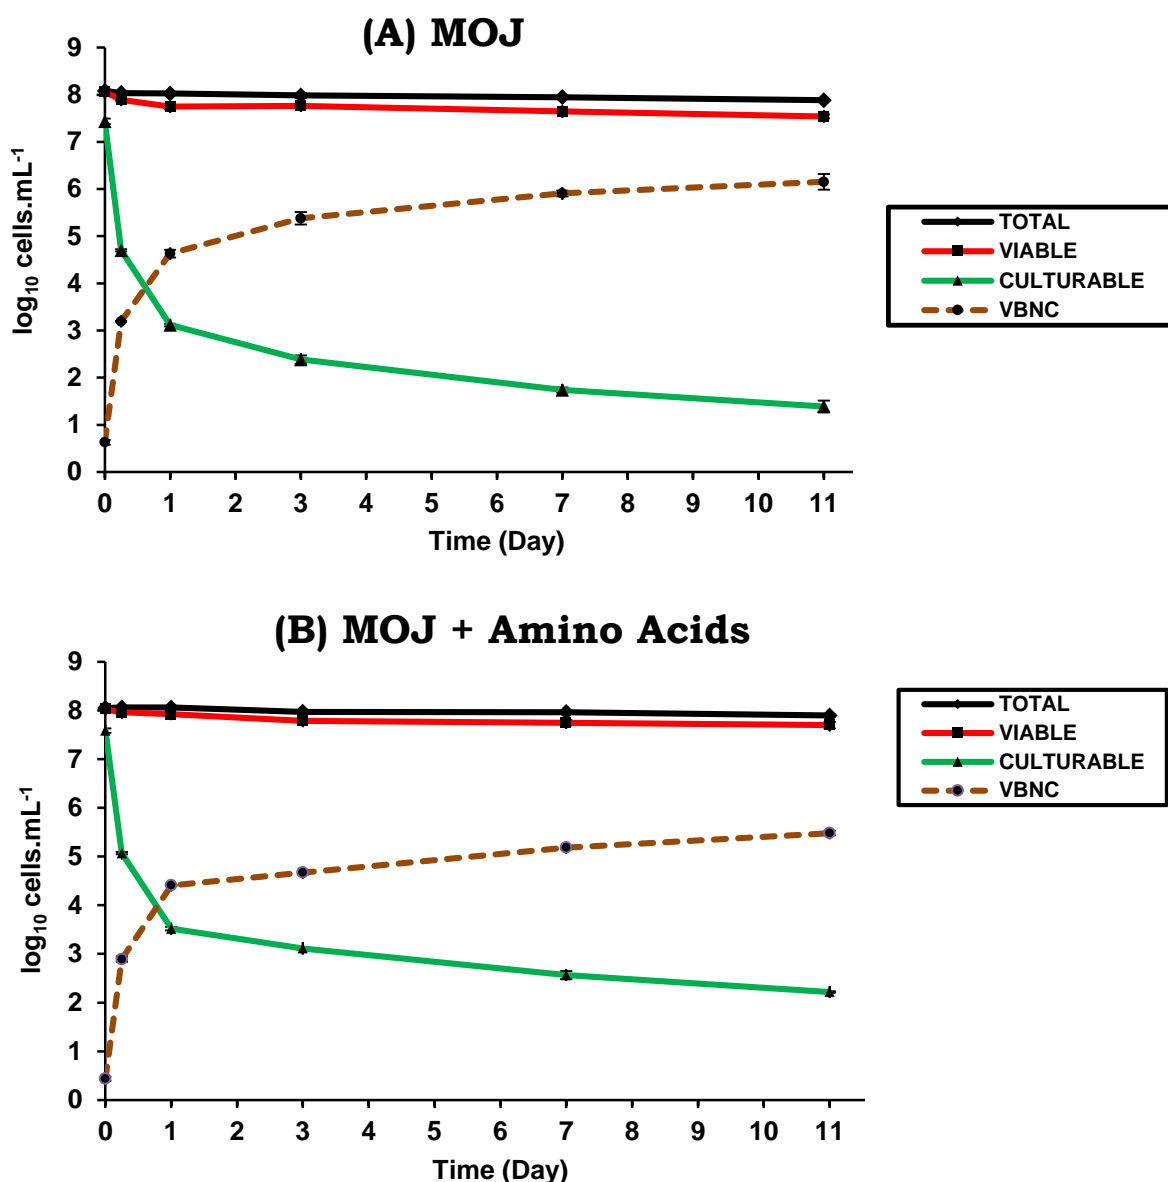 (A) MOJ
9
8
7
6
5
4
3
2
1
0
log₁₀ cells.mL⁻¹
0 1 2 3 4 5 6 7 8 9 10 11
Time (Day)
TOTAL
VIABLE
CULTURABLE
VBNC
(B) MOJ + Amino Acids
9
8
7
6
5
4
3
2
1
0
log₁₀ cells.mL⁻¹
0 1 2 3 4 5 6 7 8 9 10 11
Time (Day)
TOTAL
VIABLE
CULTURABLE
VBNC